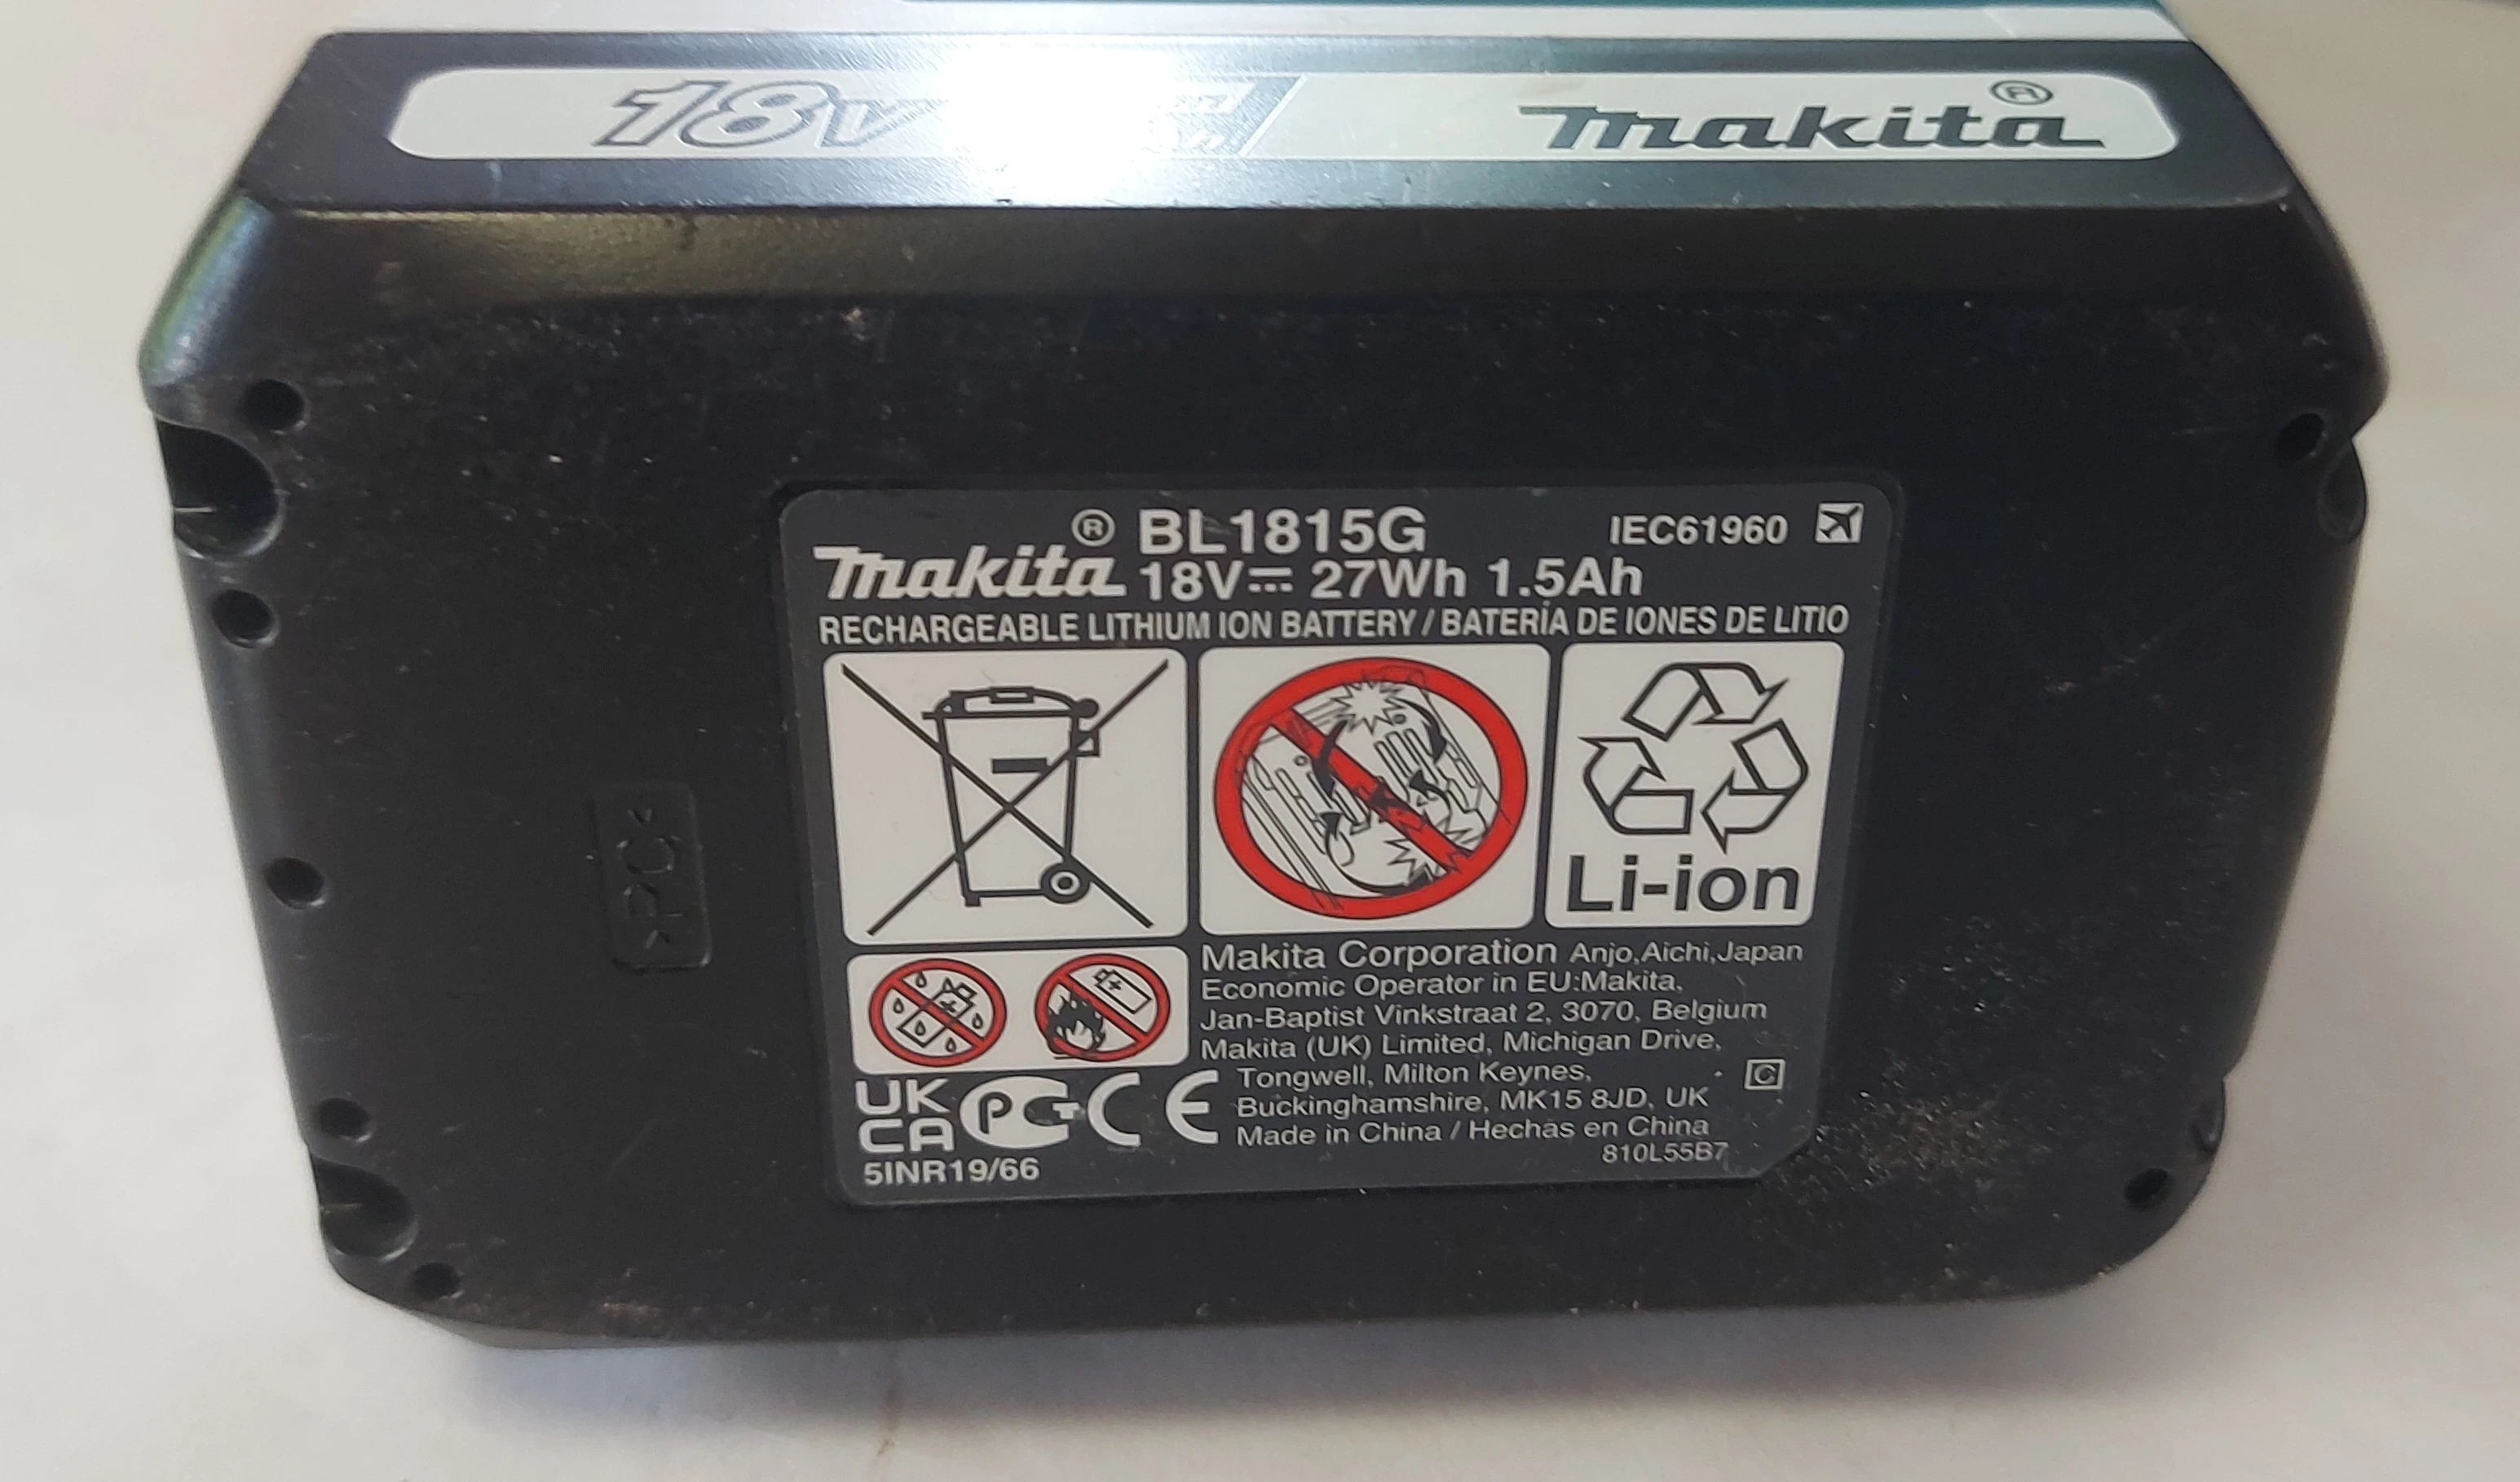 18V
makita®
® BL1815G IEC61960
makita 18V⎓ 27Wh 1.5Ah
RECHARGEABLE LITHIUM ION BATTERY / BATERÍA DE IONES DE LITIO
Li-ion
>PC<
Makita Corporation Anjo,Aichi,Japan
Economic Operator in EU:Makita,
Jan-Baptist Vinkstraat 2, 3070, Belgium
Makita (UK) Limited, Michigan Drive,
Tongwell, Milton Keynes,
Buckinghamshire, MK15 8JD, UK
Made in China / Hechas en China
810L55B7
C
UK
CA
PCT
CE
5INR19/66